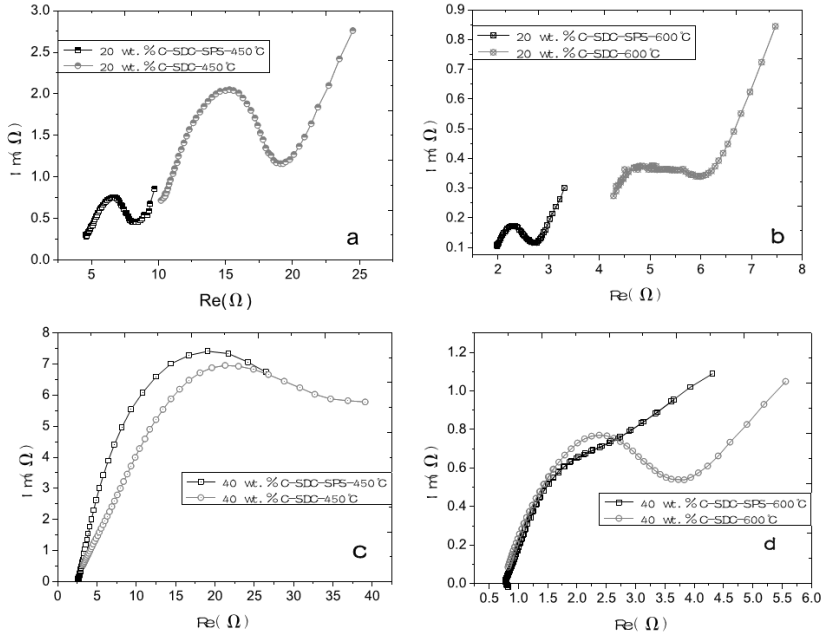 3.0
2.5
2.0
1.5
1.0
0.5
0.0
Im(Ω)
20 wt.%C-SDC-SPS-450℃
20 wt.%C-SDC-450℃
a
5 10 15 20 25
Re(Ω)
0.9
0.8
0.7
0.6
0.5
0.4
0.3
0.2
0.1
Im(Ω)
20 wt.%C-SDC-SPS-600℃
20 wt.%C-SDC-600℃
b
2 3 4 5 6 7 8
Re(Ω)
8
7
6
5
4
3
2
1
0
Im(Ω)
40 wt.%C-SDC-SPS-450℃
40 wt.%C-SDC-450℃
c
0 5 10 15 20 25 30 35 40
Re(Ω)
1.2
1.0
0.8
0.6
0.4
0.2
0.0
Im(Ω)
40 wt.%C-SDC-SPS-600℃
40 wt.%C-SDC-600℃
d
0.5 1.0 1.5 2.0 2.5 3.0 3.5 4.0 4.5 5.0 5.5 6.0
Re(Ω)